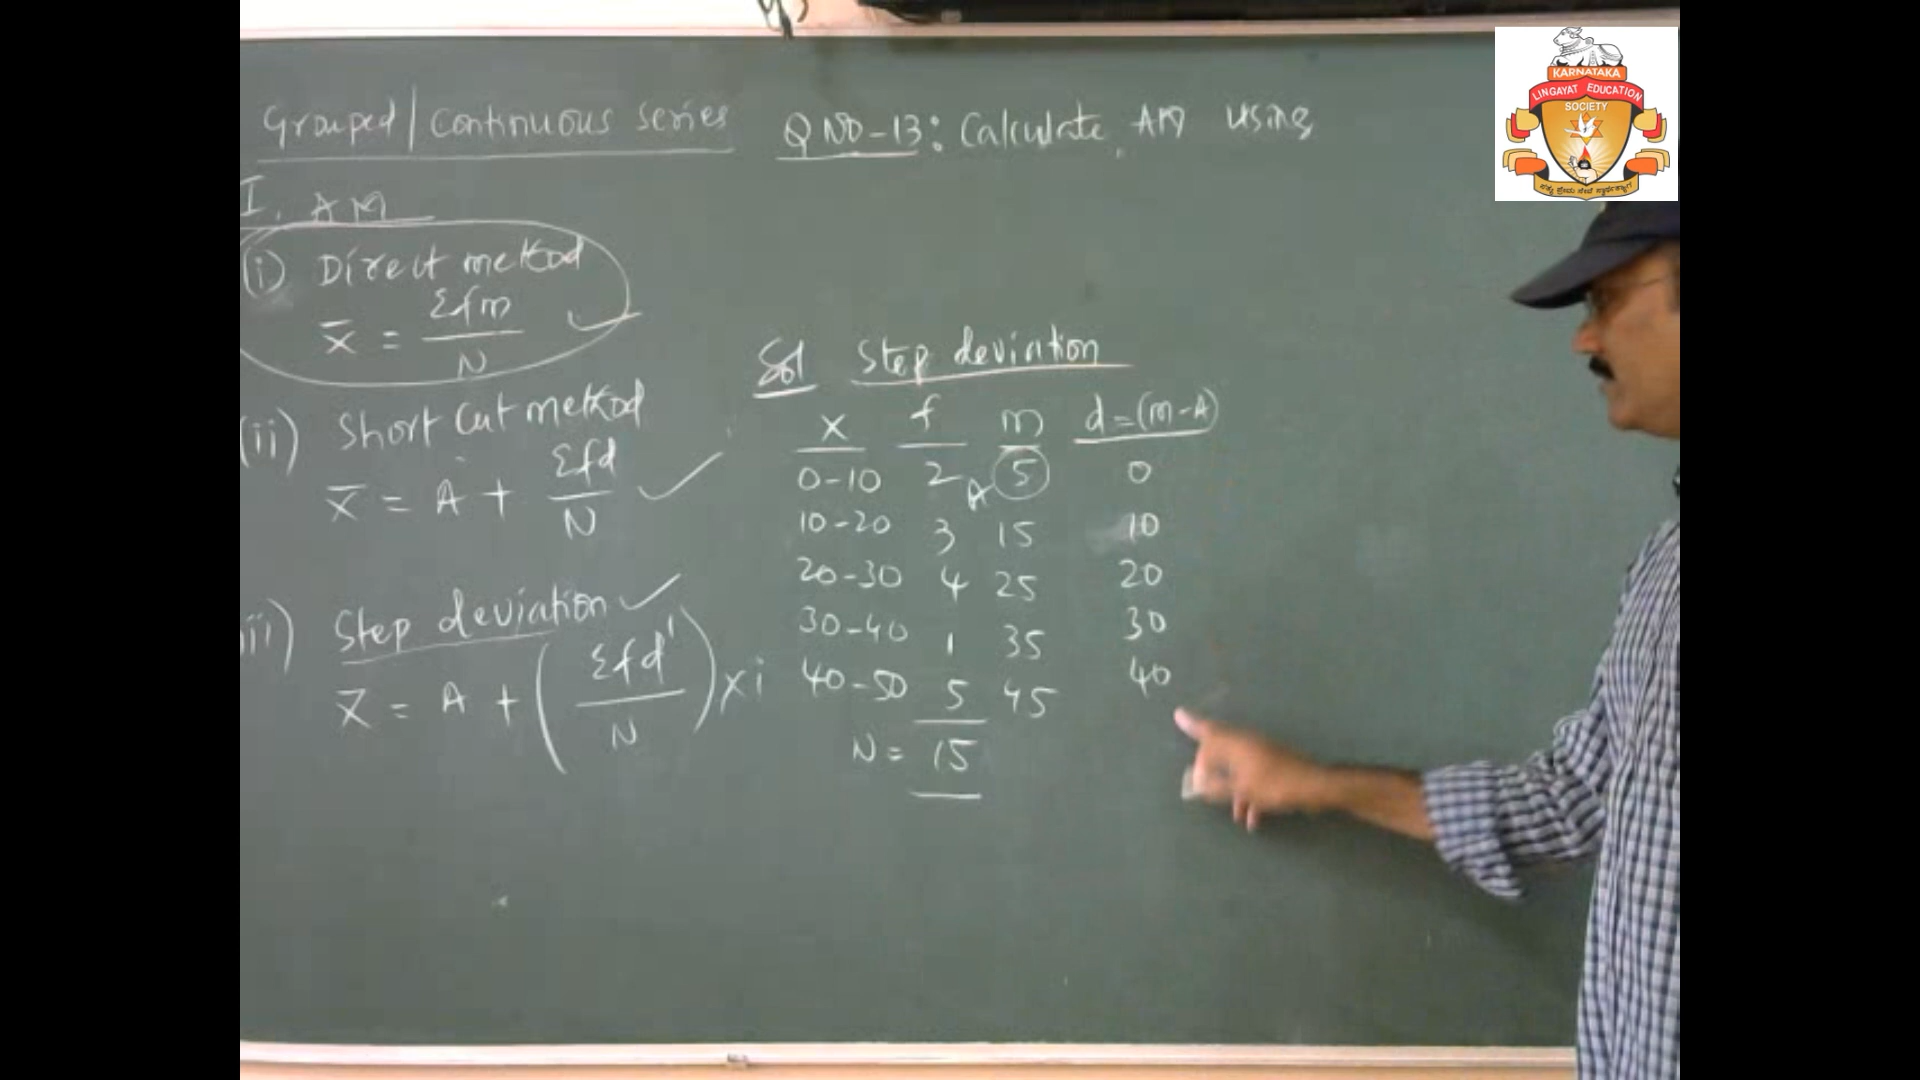 Grouped/Continuous series
I. AM
(i) Direct method
x̄ = Σfm / N
(ii) Short Cut method
x̄ = A + Σfd / N
iii) Step deviation
x̄ = A + (Σfd' / N) x i
Q NO-13: Calculate AM using
Sol Step deviation
x f m d=(m-A)
0-10 2 A 5 0
10-20 3 15 10
20-30 4 25 20
30-40 1 35 30
40-50 5 45 40
N = 15
KARNATAKA
LINGAYAT EDUCATION
SOCIETY